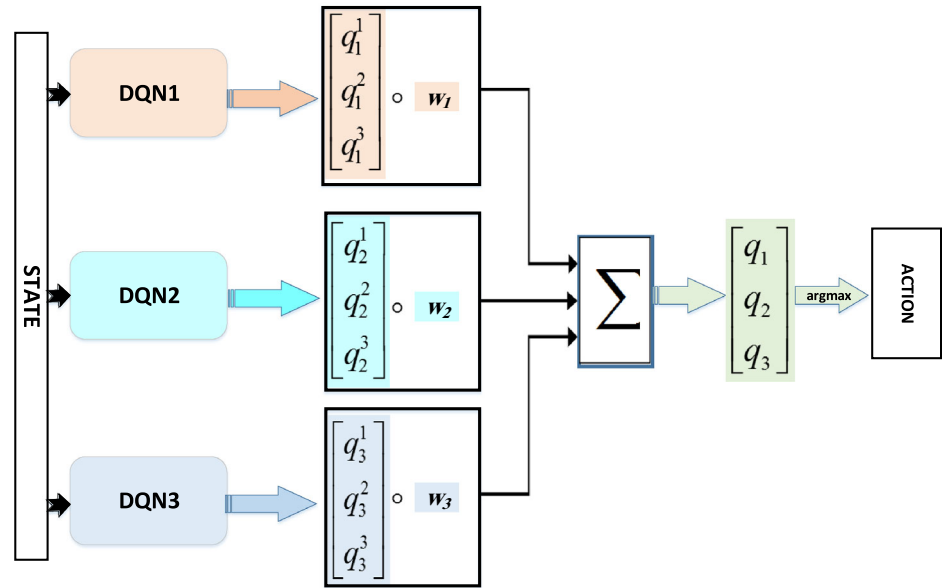 STATE
DQN1
q_1^1
q_1^2
q_1^3
∘ w_1
DQN2
q_2^1
q_2^2
q_2^3
∘ w_2
DQN3
q_3^1
q_3^2
q_3^3
∘ w_3
∑
q_1
q_2
q_3
argmax
ACTION